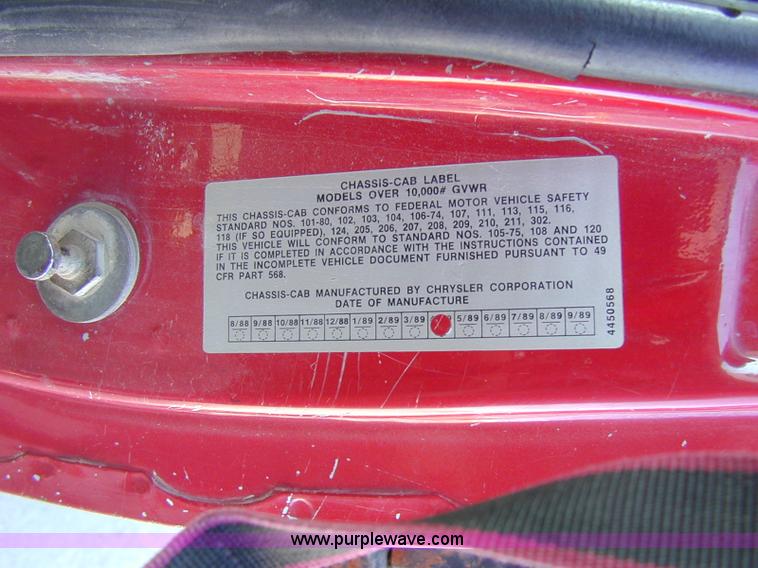 CHASSIS-CAB LABEL
MODELS OVER 10,000# GVWR
THIS CHASSIS-CAB CONFORMS TO FEDERAL MOTOR VEHICLE SAFETY
STANDARD NOS. 101-80, 102, 103, 104, 106-74, 107, 111, 113, 115, 116,
118 (IF SO EQUIPPED), 124, 205, 206, 207, 208, 209, 210, 211, 302.
THIS VEHICLE WILL CONFORM TO STANDARD NOS. 105-75, 108 AND 120
IF IT IS COMPLETED IN ACCORDANCE WITH THE INSTRUCTIONS CONTAINED
IN THE INCOMPLETE VEHICLE DOCUMENT FURNISHED PURSUANT TO 49
CFR PART 568.
CHASSIS-CAB MANUFACTURED BY CHRYSLER CORPORATION
DATE OF MANUFACTURE
8/88 9/88 10/88 11/88 12/88 1/89 2/89 3/89 5/89 6/89 7/89 8/89 9/89
4450568
www.purplewave.com